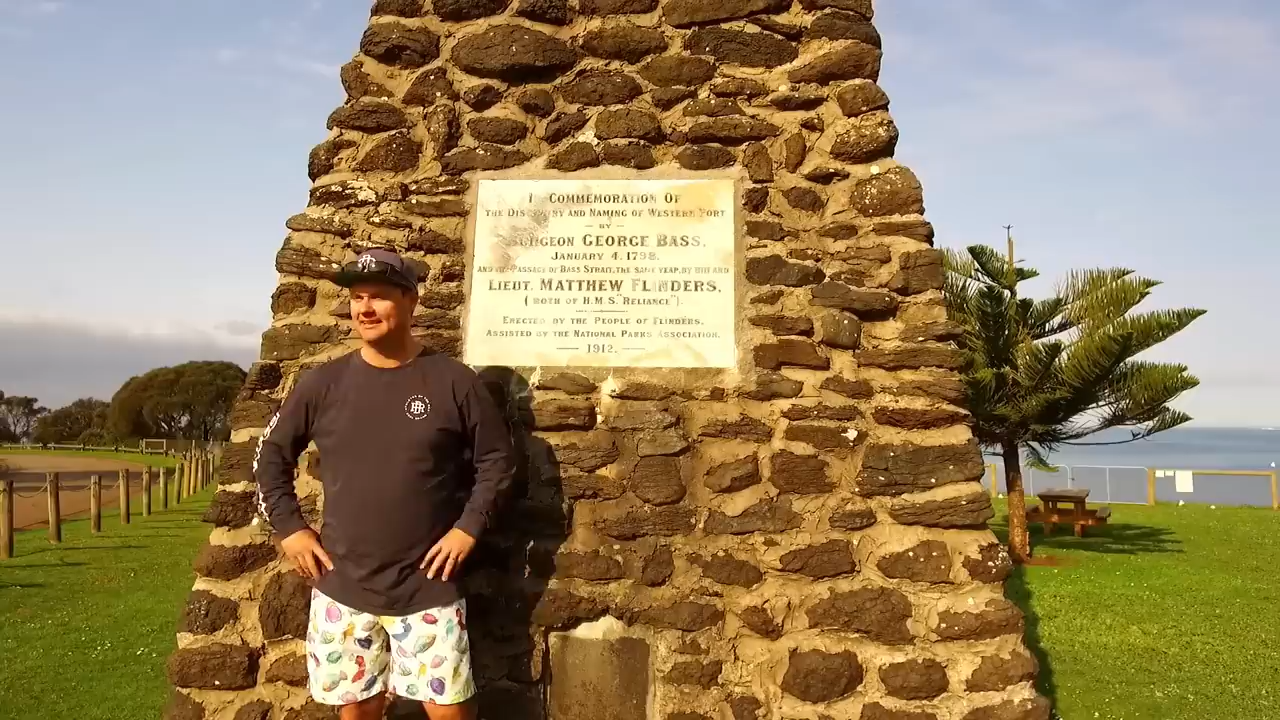 IN COMMEMORATION OF
THE DISCOVERY AND NAMING OF WESTERN PORT
— BY —
SURGEON GEORGE BASS,
JANUARY 4. 1798.
AND THE PASSAGE OF BASS STRAIT, THE SAME YEAR, BY HIM AND
LIEUT. MATTHEW FLINDERS,
( BOTH OF H.M.S. "RELIANCE").
ERECTED BY THE PEOPLE OF FLINDERS,
ASSISTED BY THE NATIONAL PARKS ASSOCIATION.
— 1912. —